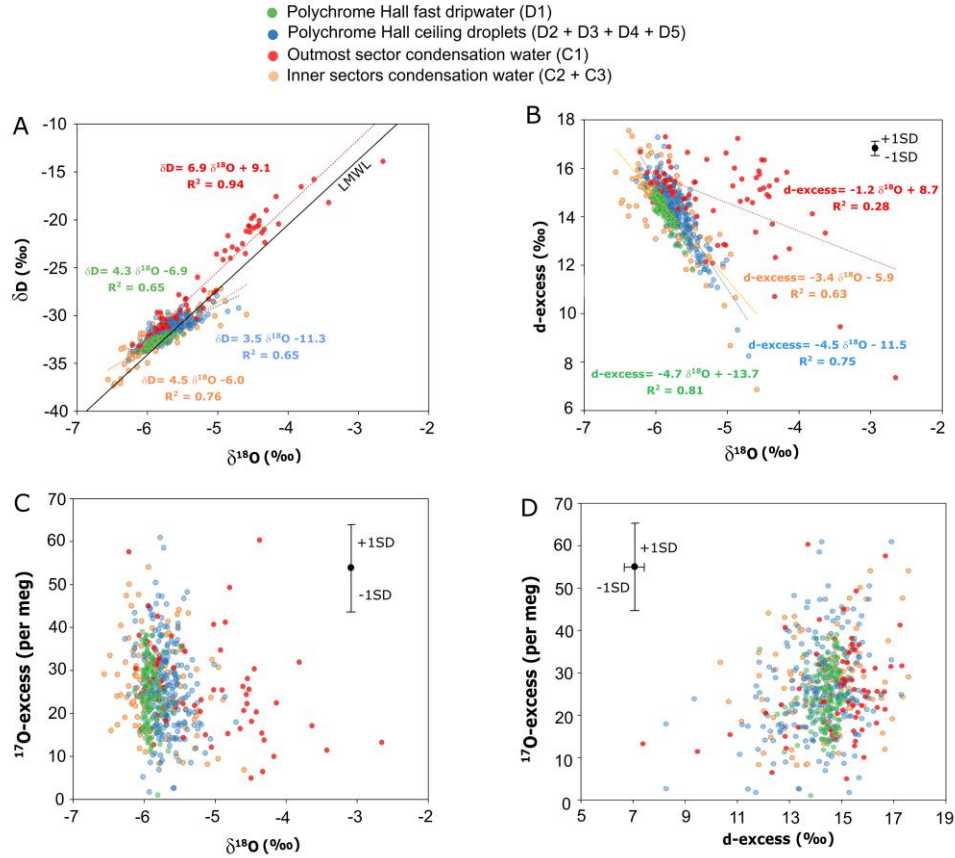 Polychrome Hall fast dripwater (D1)
Polychrome Hall ceiling droplets (D2 + D3 + D4 + D5)
Outmost sector condensation water (C1)
Inner sectors condensation water (C2 + C3)
A
-10
-15
-20
-25
-30
-35
-40
δD (‰)
δD= 6.9 δ¹⁸O + 9.1
R² = 0.94
LMWL
δD= 4.3 δ¹⁸O -6.9
R² = 0.65
δD= 3.5 δ¹⁸O -11.3
R² = 0.65
δD= 4.5 δ¹⁸O -6.0
R² = 0.76
-7 -6 -5 -4 -3 -2
δ¹⁸O (‰)
B
18
16
14
12
10
8
6
d-excess (‰)
+1SD
-1SD
d-excess= -1.2 δ¹⁸O + 8.7
R² = 0.28
d-excess= -3.4 δ¹⁸O - 5.9
R² = 0.63
d-excess= -4.5 δ¹⁸O - 11.5
R² = 0.75
d-excess= -4.7 δ¹⁸O + -13.7
R² = 0.81
-7 -6 -5 -4 -3 -2
δ¹⁸O (‰)
C
70
60
50
40
30
20
10
0
¹⁷O-excess (per meg)
+1SD
-1SD
-7 -6 -5 -4 -3 -2
δ¹⁸O (‰)
D
70
60
50
40
30
20
10
0
¹⁷O-excess (per meg)
+1SD
-1SD
5 7 9 11 13 15 17 19
d-excess (‰)